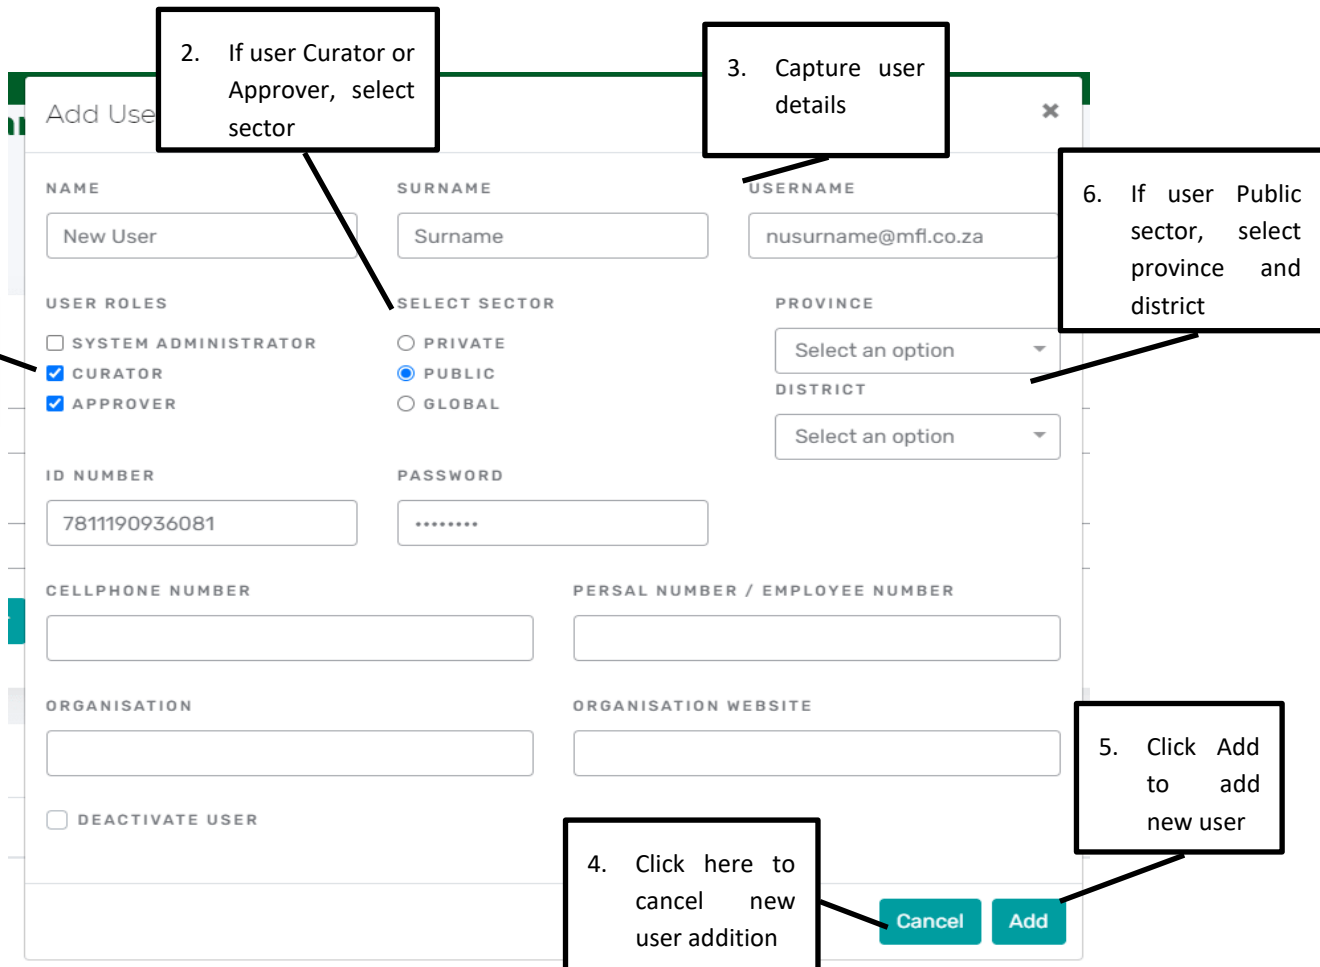 2. If user Curator or
Approver, select
sector
3. Capture user
details
Add Use
NAME
SURNAME
USERNAME
New User
Surname
nusurname@mfl.co.za
6. If user Public
sector, select
province and
district
USER ROLES
SELECT SECTOR
PROVINCE
SYSTEM ADMINISTRATOR
PRIVATE
Select an option
CURATOR
PUBLIC
DISTRICT
APPROVER
GLOBAL
Select an option
ID NUMBER
PASSWORD
7811190936081
••••••••
CELLPHONE NUMBER
PERSAL NUMBER / EMPLOYEE NUMBER
ORGANISATION
ORGANISATION WEBSITE
5. Click Add
to add
new user
DEACTIVATE USER
4. Click here to
cancel new
user addition
Cancel
Add